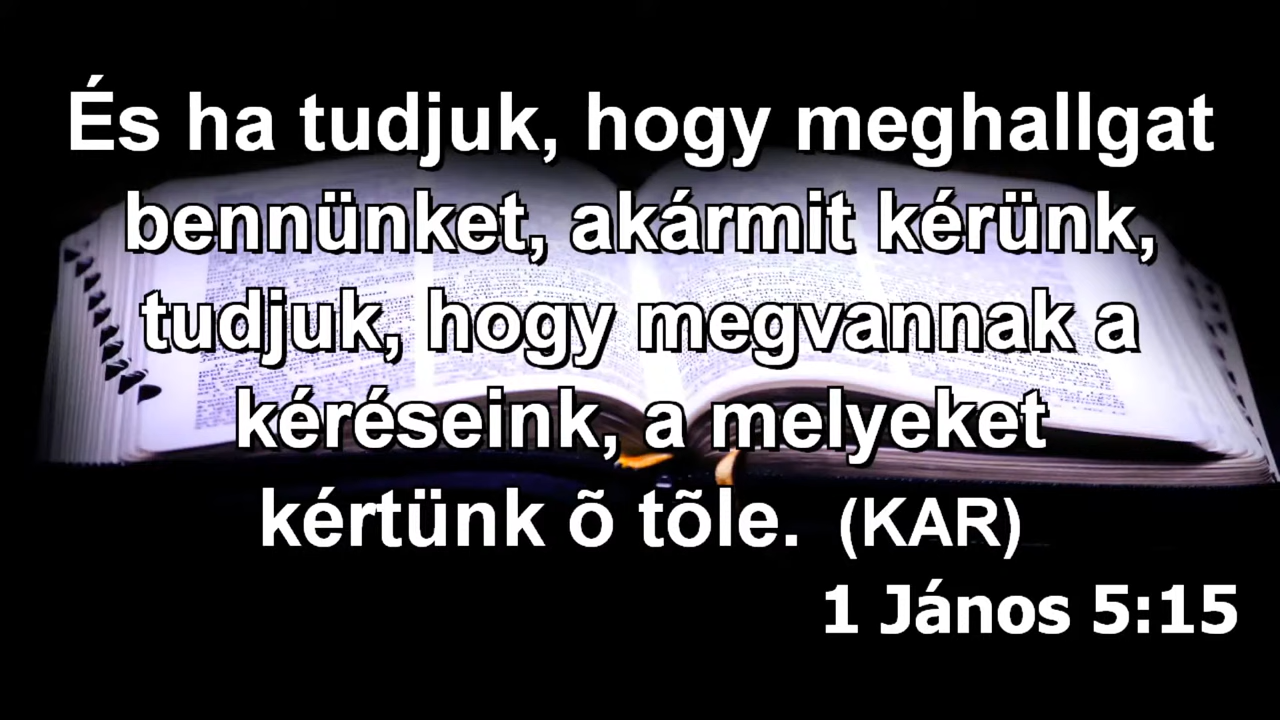 És ha tudjuk, hogy meghallgat
bennünket, akármit kérünk,
tudjuk, hogy megvannak a
kéréseink, a melyeket
kértünk õ tõle. (KAR)
1 János 5:15